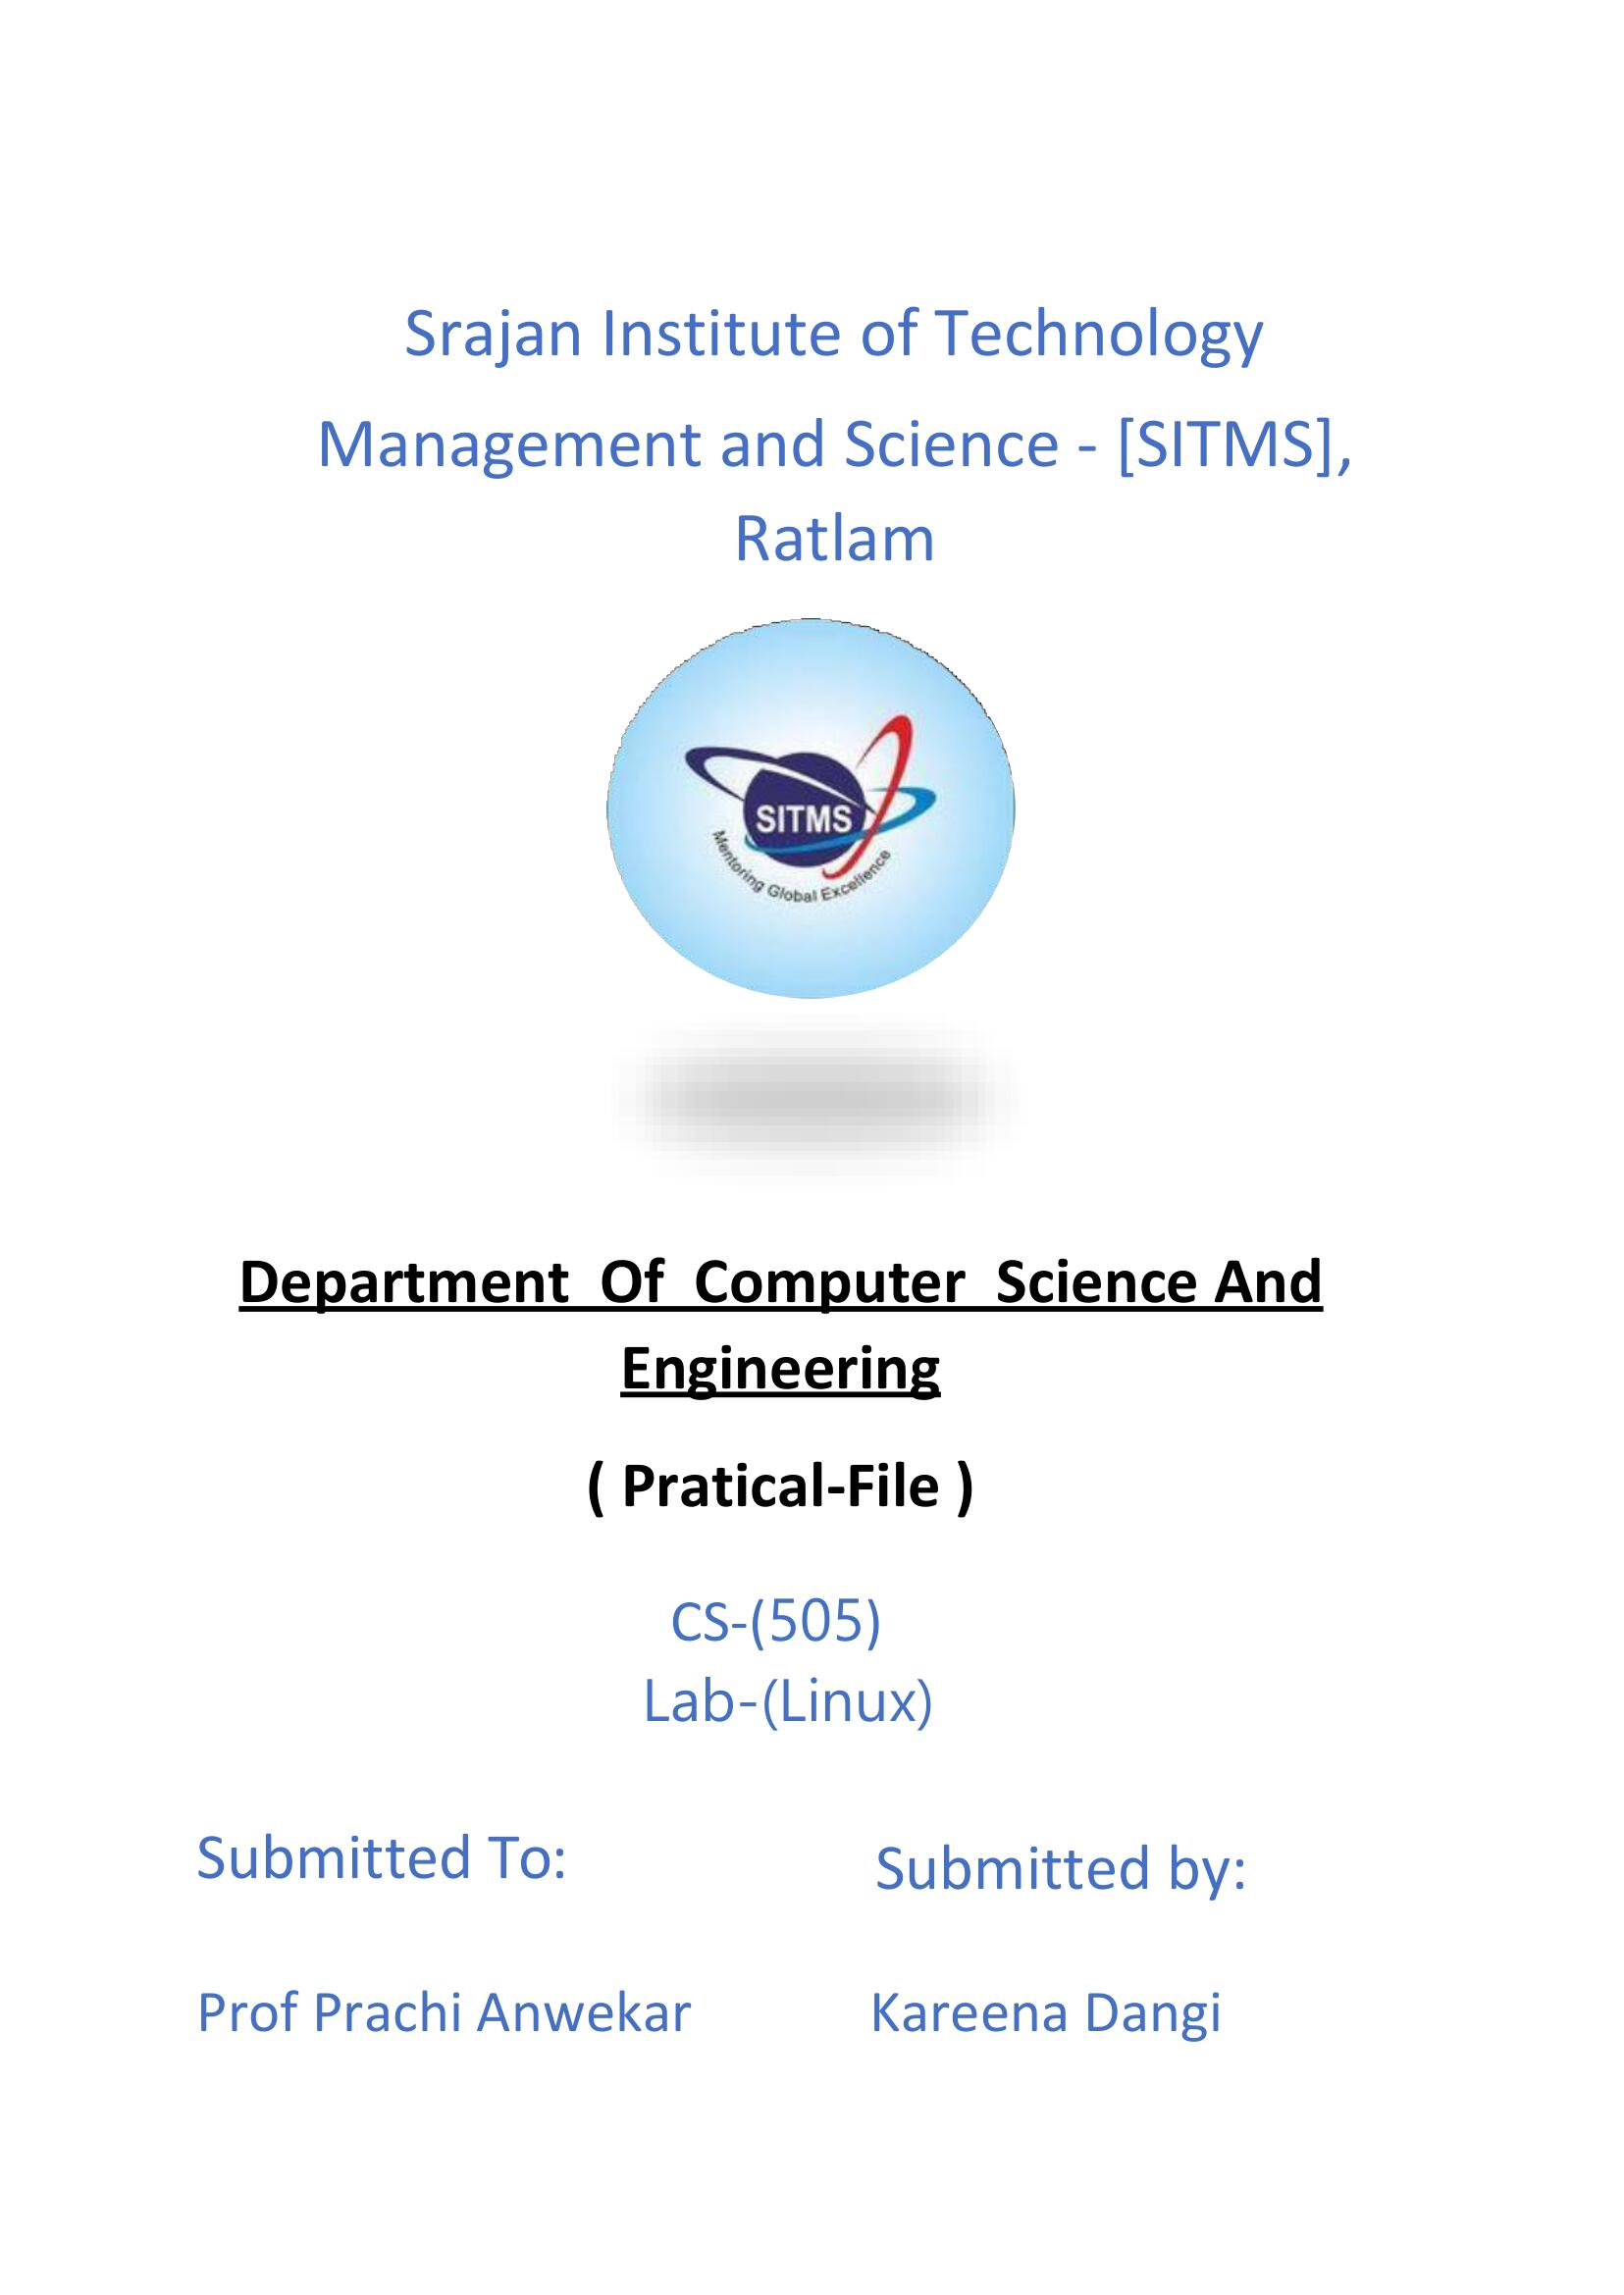 Srajan Institute of Technology
Management and Science - [SITMS],
Ratlam
SITMS
Mentoring Global Excellence
Department Of Computer Science And
Engineering
( Pratical-File )
CS-(505)
Lab-(Linux)
Submitted To:
Submitted by:
Prof Prachi Anwekar
Kareena Dangi